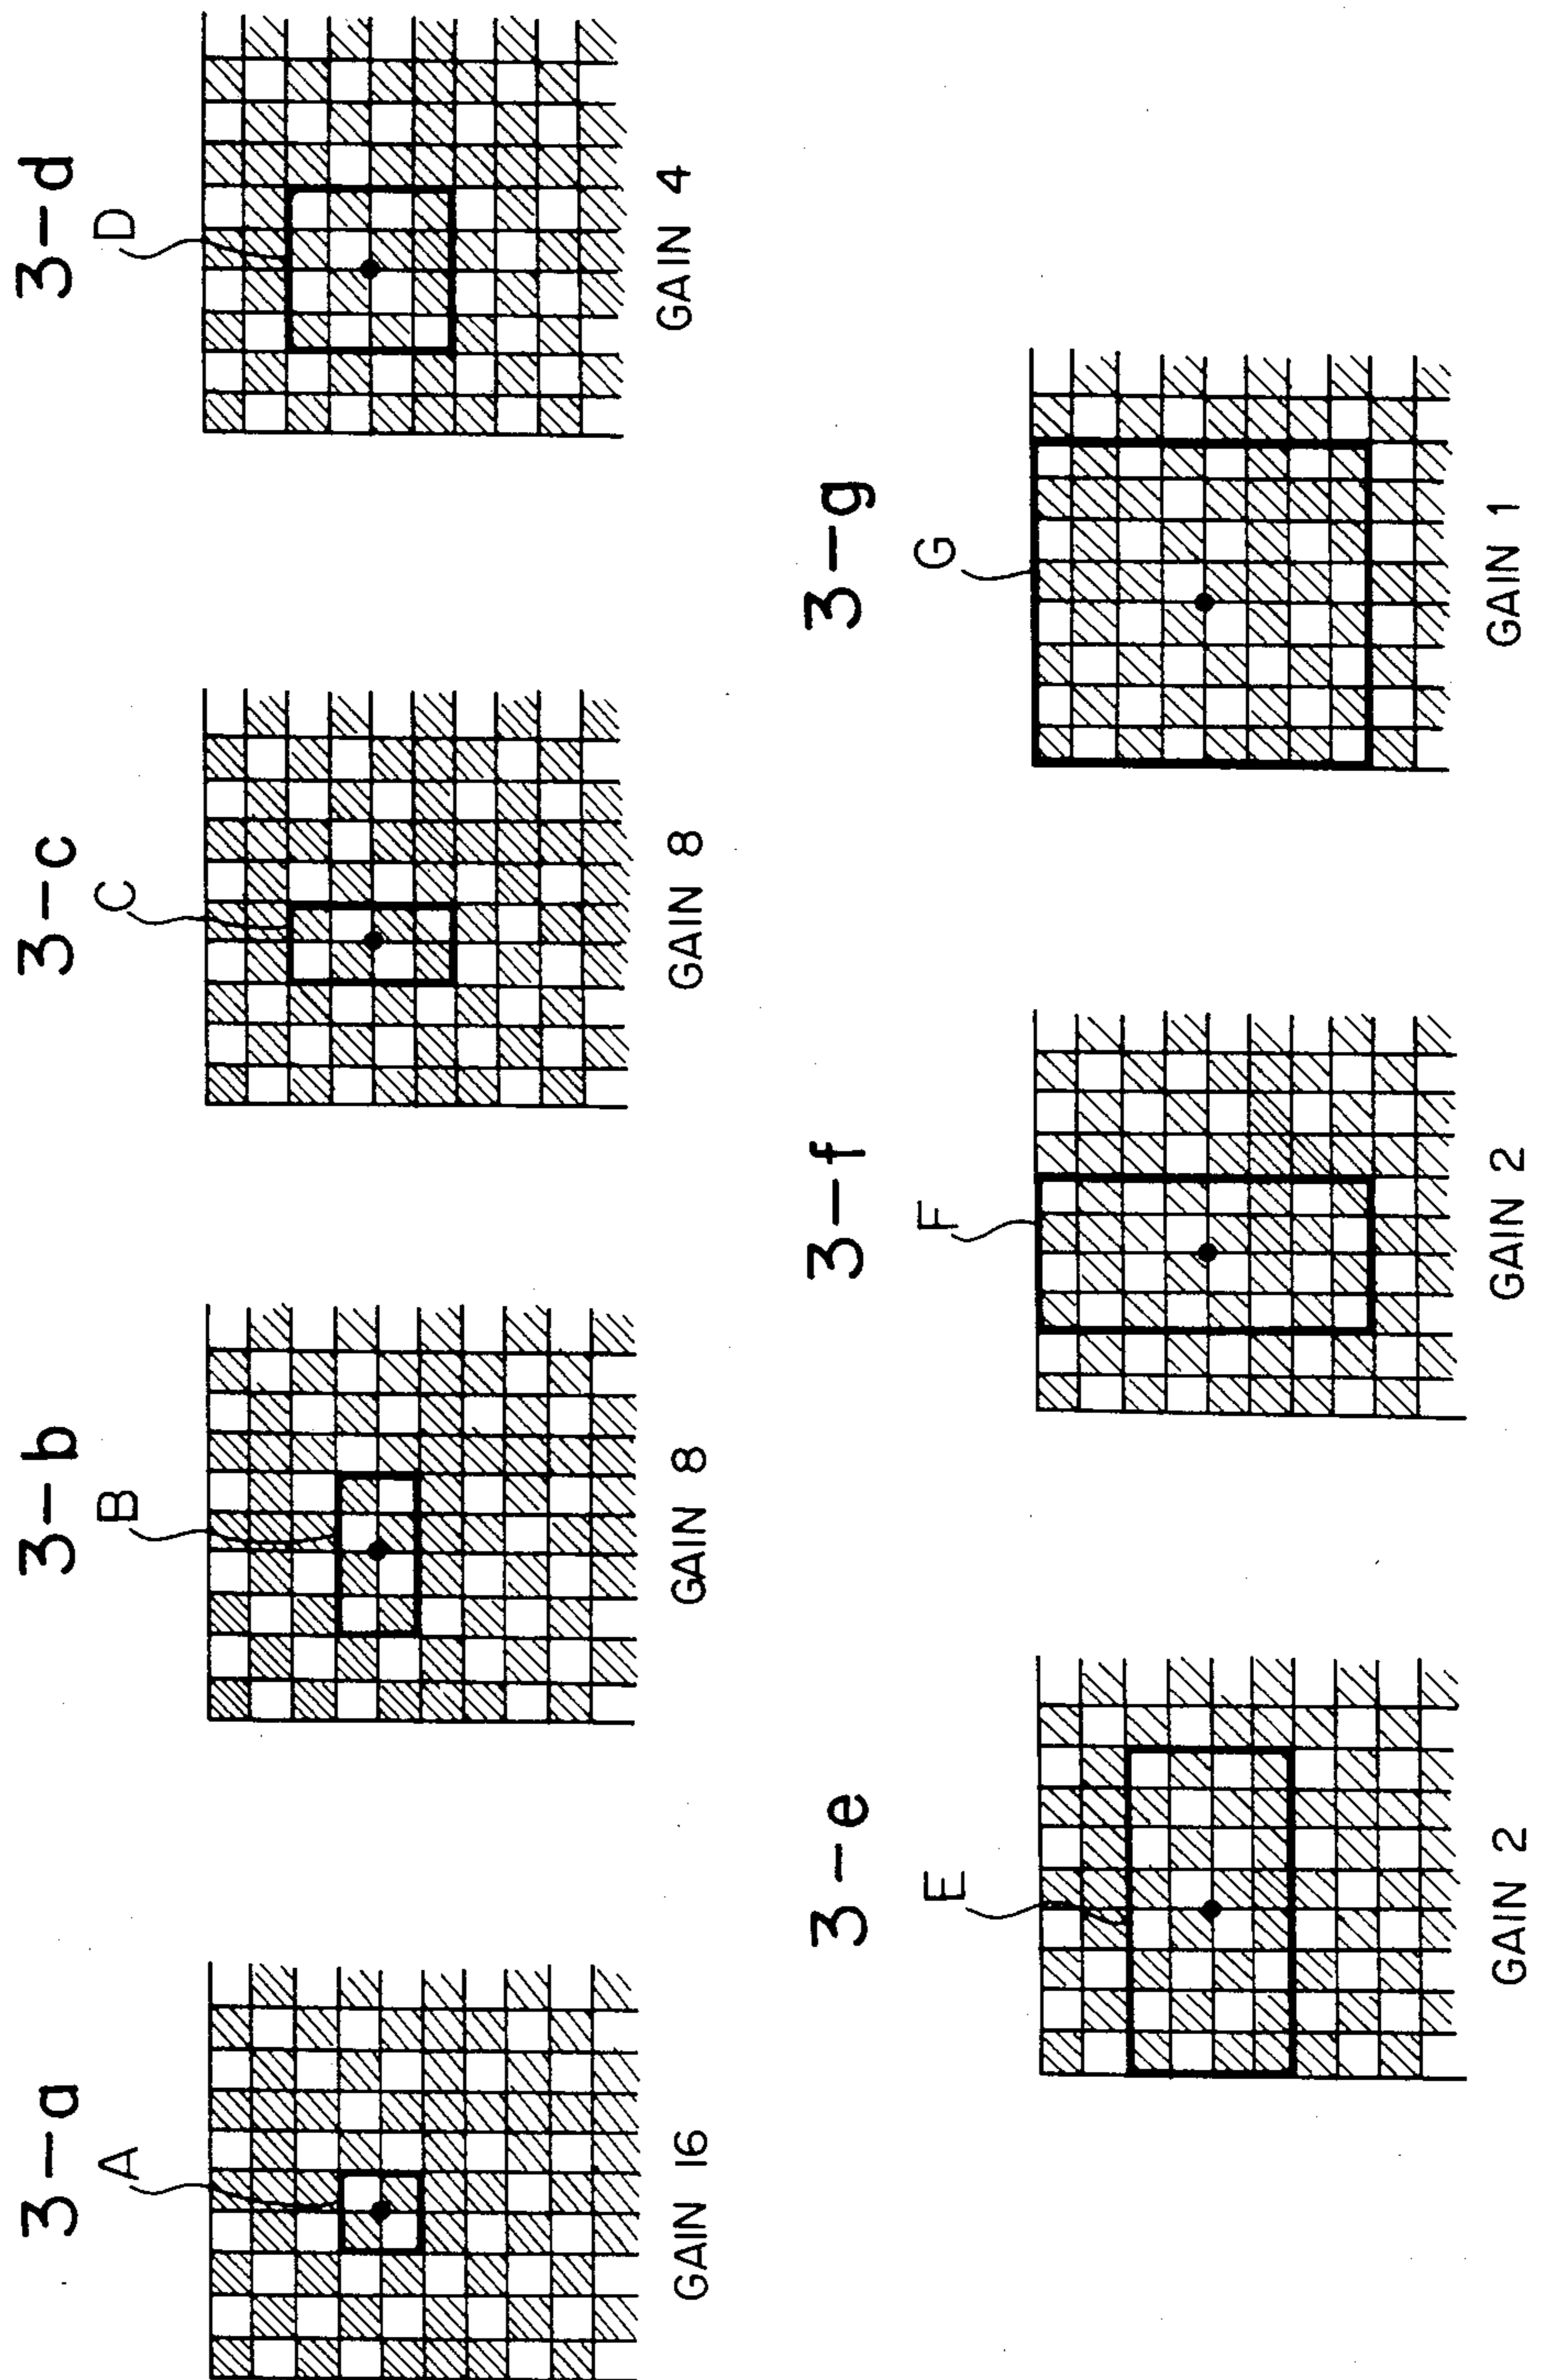 3-a
A
GAIN 16
3-b
B
GAIN 8
3-c
C
GAIN 8
3-d
D
GAIN 4
3-e
E
GAIN 2
3-f
F
GAIN 2
3-g
G
GAIN 1